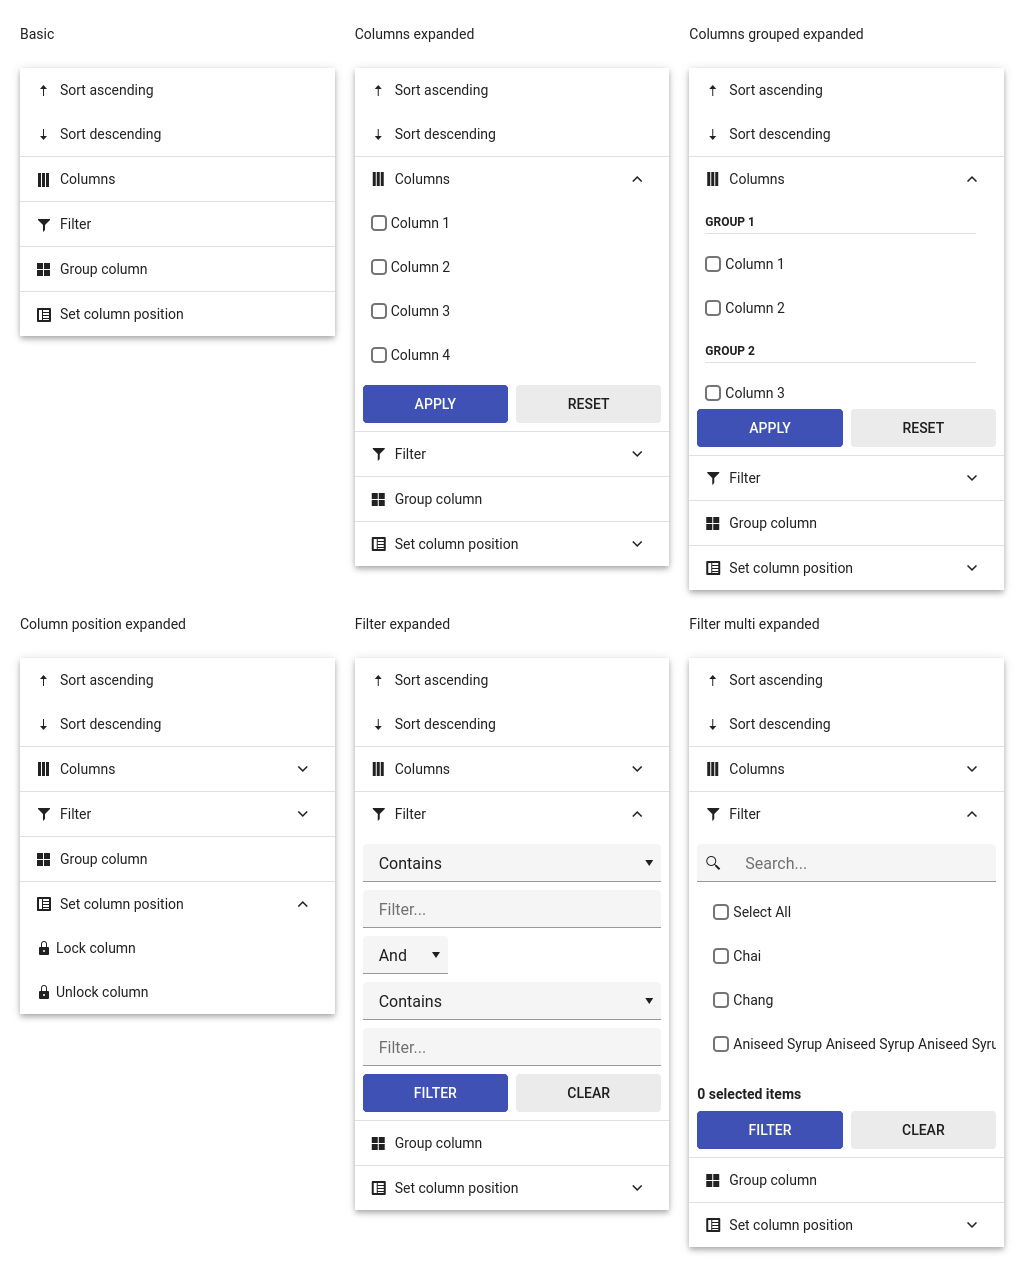 Basic
Sort ascending
Sort descending
Columns
Filter
Group column
Set column position
Columns expanded
Sort ascending
Sort descending
Columns
Column 1
Column 2
Column 3
Column 4
APPLY RESET
Filter
Group column
Set column position
Columns grouped expanded
Sort ascending
Sort descending
Columns
GROUP 1
Column 1
Column 2
GROUP 2
Column 3
APPLY RESET
Filter
Group column
Set column position
Column position expanded
Sort ascending
Sort descending
Columns
Filter
Group column
Set column position
Lock column
Unlock column
Filter expanded
Sort ascending
Sort descending
Columns
Filter
Contains
Filter...
And
Contains
Filter...
FILTER CLEAR
Group column
Set column position
Filter multi expanded
Sort ascending
Sort descending
Columns
Filter
Search...
Select All
Chai
Chang
Aniseed Syrup Aniseed Syrup Aniseed Syru
0 selected items
FILTER CLEAR
Group column
Set column position